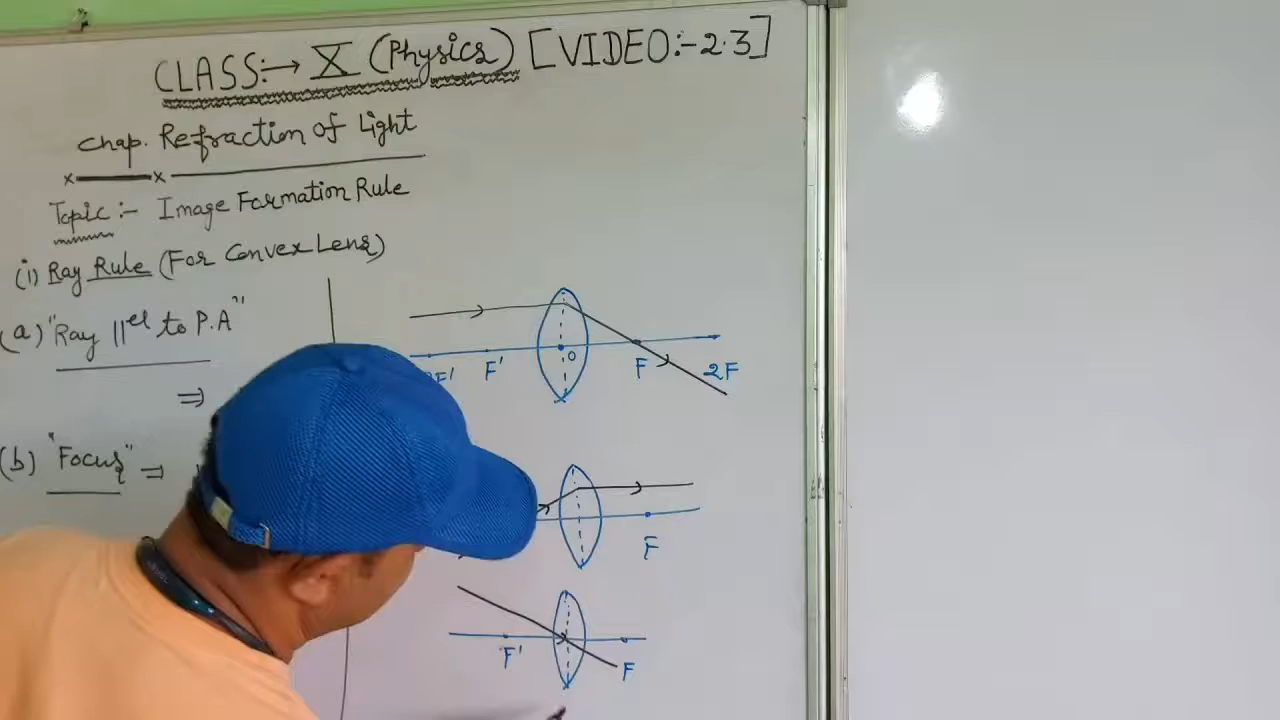 CLASS:→ X (Physics) [VIDEO:-2.3]
Chap. Refraction of Light
Topic :- Image Formation Rule
(i) Ray Rule (For Convex Lens)
(a) "Ray ||el to P.A"
⇒
(b) "Focus" ⇒
F' O F 2F
F
F' F